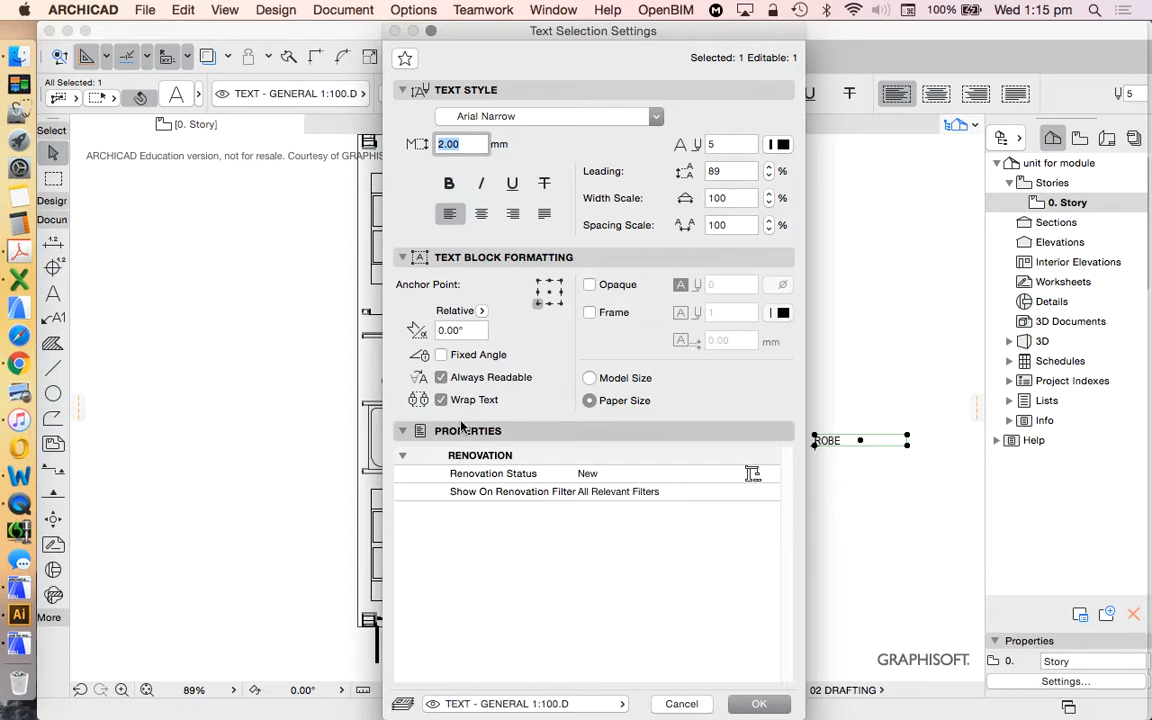 ARCHICAD File Edit View Design Document Options Teamwork Window Help OpenBIM 100% Wed 1:15 pm
Text Selection Settings
Selected: 1 Editable: 1
All Selected: 1
TEXT - GENERAL 1:100.D
5
[0. Story]
ARCHICAD Education version, not for resale. Courtesy of GRAPHIS
Select
Design
Docun
More
TEXT STYLE
Arial Narrow
2.00 mm
5
Leading: 89 %
Width Scale: 100 %
Spacing Scale: 100 %
TEXT BLOCK FORMATTING
Anchor Point:
Relative
0.00°
Fixed Angle
Always Readable
Wrap Text
Opaque 0
Frame 1
0.00 mm
Model Size
Paper Size
PROPERTIES
RENOVATION
Renovation Status New
Show On Renovation Filter All Relevant Filters
TEXT - GENERAL 1:100.D
Cancel
OK
ROBE
unit for module
Stories
0. Story
Sections
Elevations
Interior Elevations
Worksheets
Details
3D Documents
3D
Schedules
Project Indexes
Lists
Info
Help
GRAPHISOFT.
Properties
0. Story
Settings...
89% 0.00° 02 DRAFTING